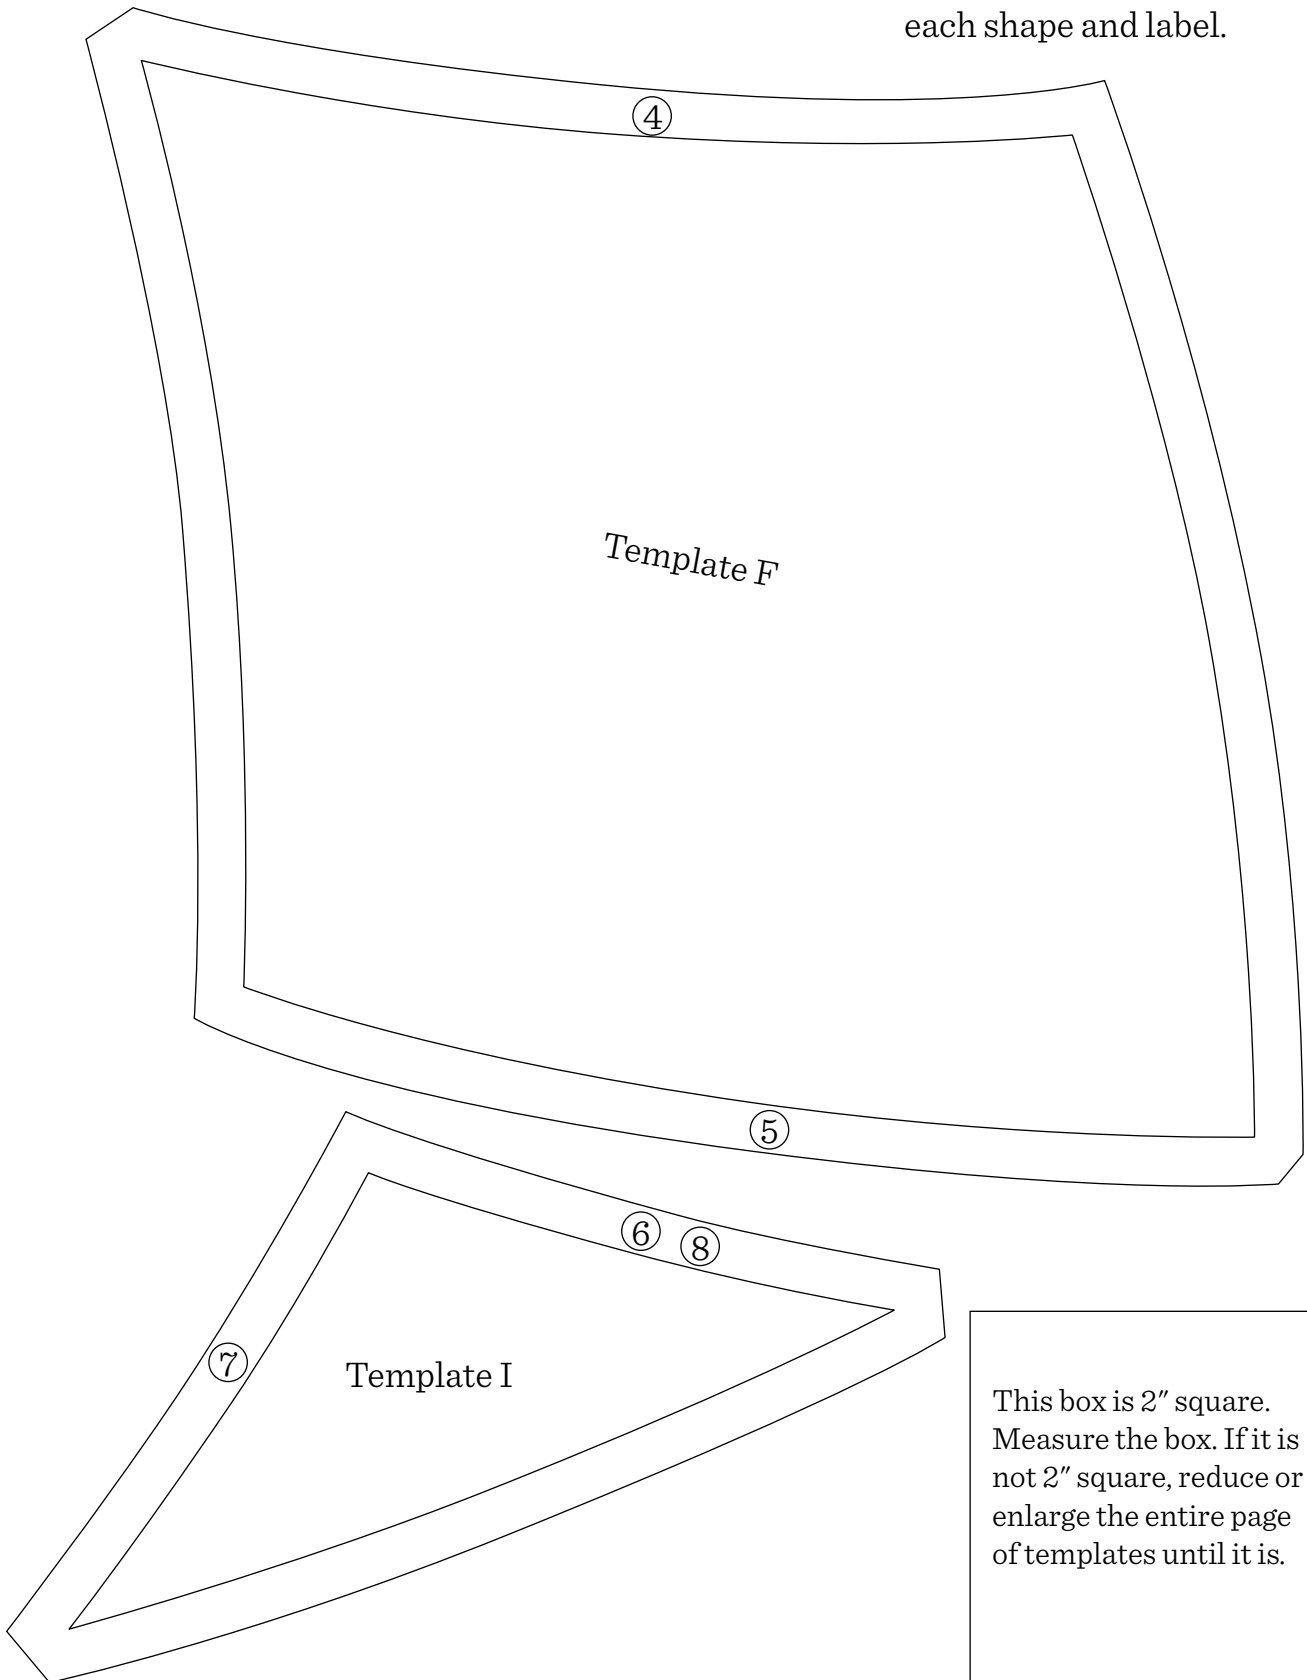 each shape and label.
④
Template F
⑤
⑥ ⑧
⑦
Template I
This box is 2″ square.
Measure the box. If it is
not 2″ square, reduce or
enlarge the entire page
of templates until it is.